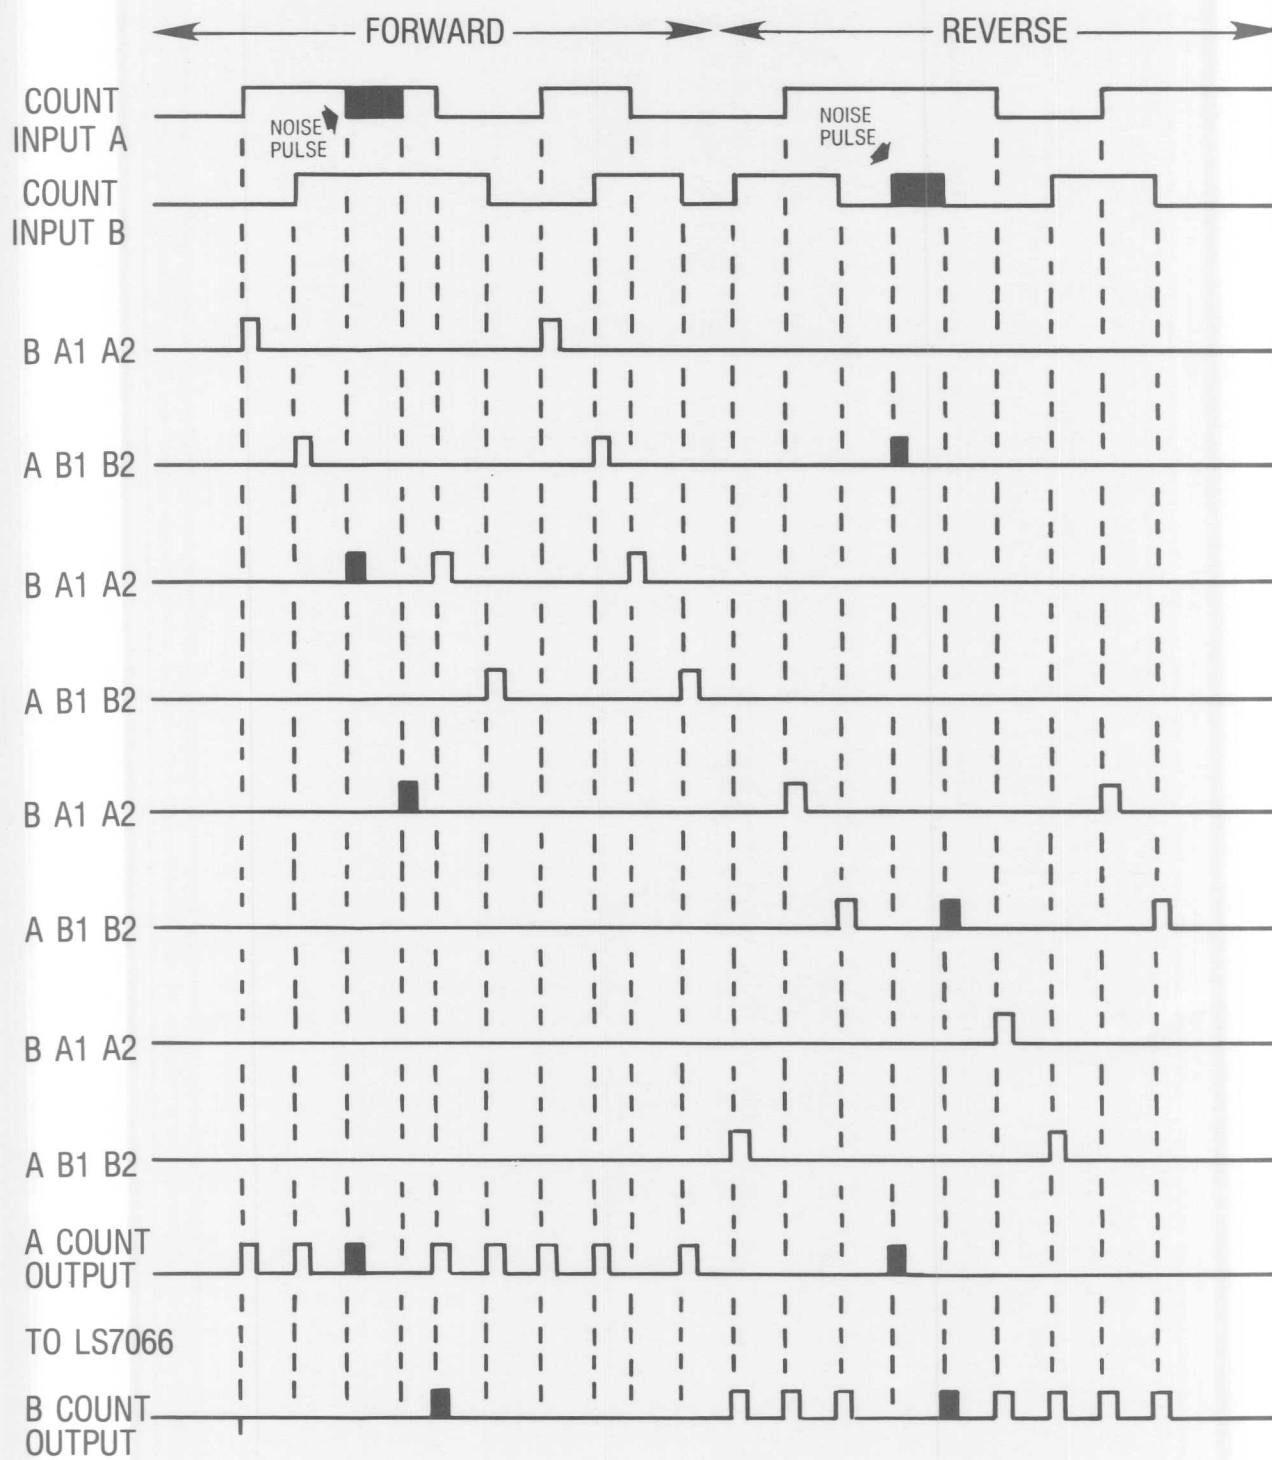 FORWARD
REVERSE
COUNT
INPUT A
NOISE
PULSE
NOISE
PULSE
COUNT
INPUT B
B A1 A2
A B1 B2
B A1 A2
A B1 B2
B A1 A2
A B1 B2
B A1 A2
A B1 B2
A COUNT
OUTPUT
TO LS7066
B COUNT
OUTPUT